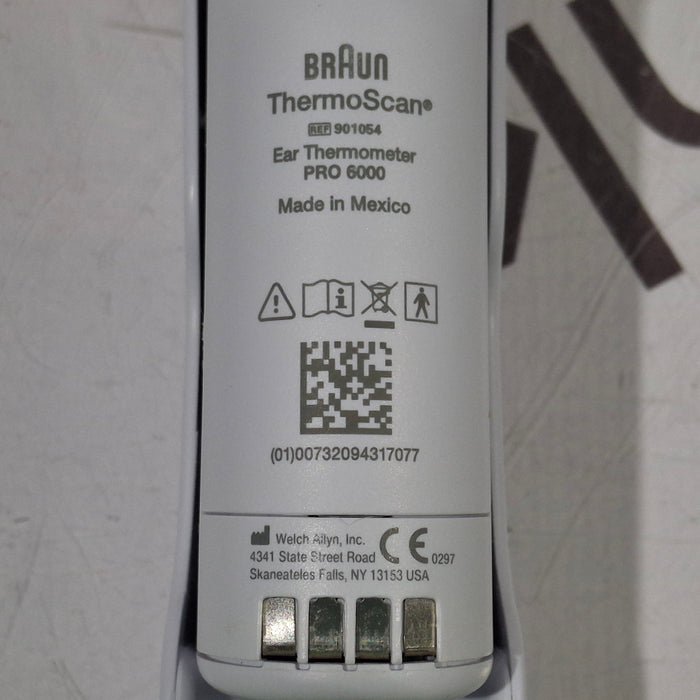 BRAUN
ThermoScan®
REF 901054
Ear Thermometer
PRO 6000
Made in Mexico
(01)00732094317077
Welch Allyn, Inc.
4341 State Street Road
Skaneateles Falls, NY 13153 USA
CE 0297